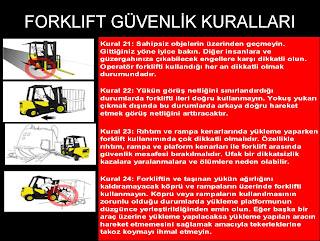 FORKLIFT GÜVENLİK KURALLARI
Kural 21: Sahipsiz objelerin üzerinden geçmeyin.
Gittiğiniz yöne iyice bakın. Diğer insanlara ve
güzergahınıza çıkabilecek engellere karşı dikkatli olun.
Operatör forklifti kullandığı her an dikkatli olmak
durumundadır.
Kural 22: Yükün görüş netliğini sınırlandırdığı
durumlarda forklifti ileri doğru kullanmayın. Yokuş yukarı
çıkmak dışında bu durumlarda arkaya doğru hareket
etmek görüş netliğini arttıracaktır.
Kural 23: Rıhtım ve rampa kenarlarında yükleme yaparken
forklift kullanımında çok dikkatli olmalıdır. Özelikle
rıhtım, rampa ve plaform kenarları ile forklift arasında
güvenlik mesafesi bırakılmalıdır. Ufak bir dikkatsizlik
kazalara yaralanmalara ve ölümlere neden olabilir.
Kural 24: Forkliftin ve taşınan yükün ağırlığını
kaldıramayacak köprü ve rampaların üzerinde forklifti
kullanmayın. Köprü veya rampaların kullanılmasının
zorunlu olduğu durumlarda yükleme platformunun
düzgünce yerleştirildiğinden emin olun. Eğer başka bir
araç üzerine yükleme yapılacaksa yükleme yapılan aracın
hareket etmemesini sağlamak amacıyla tekerleklerine
takoz koymayı ihmal etmeyin.